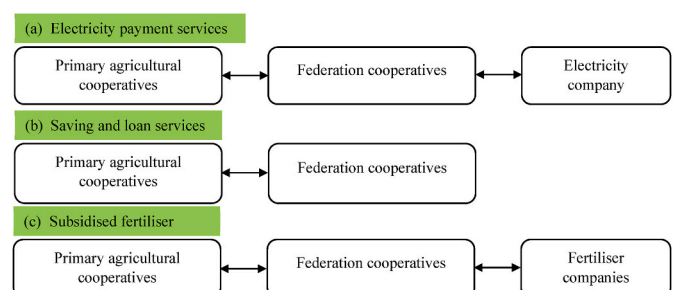 (a) Electricity payment services
Primary agricultural
cooperatives
Federation cooperatives
Electricity
company
(b) Saving and loan services
Primary agricultural
cooperatives
Federation cooperatives
(c) Subsidised fertiliser
Primary agricultural
cooperatives
Federation cooperatives
Fertiliser
companies